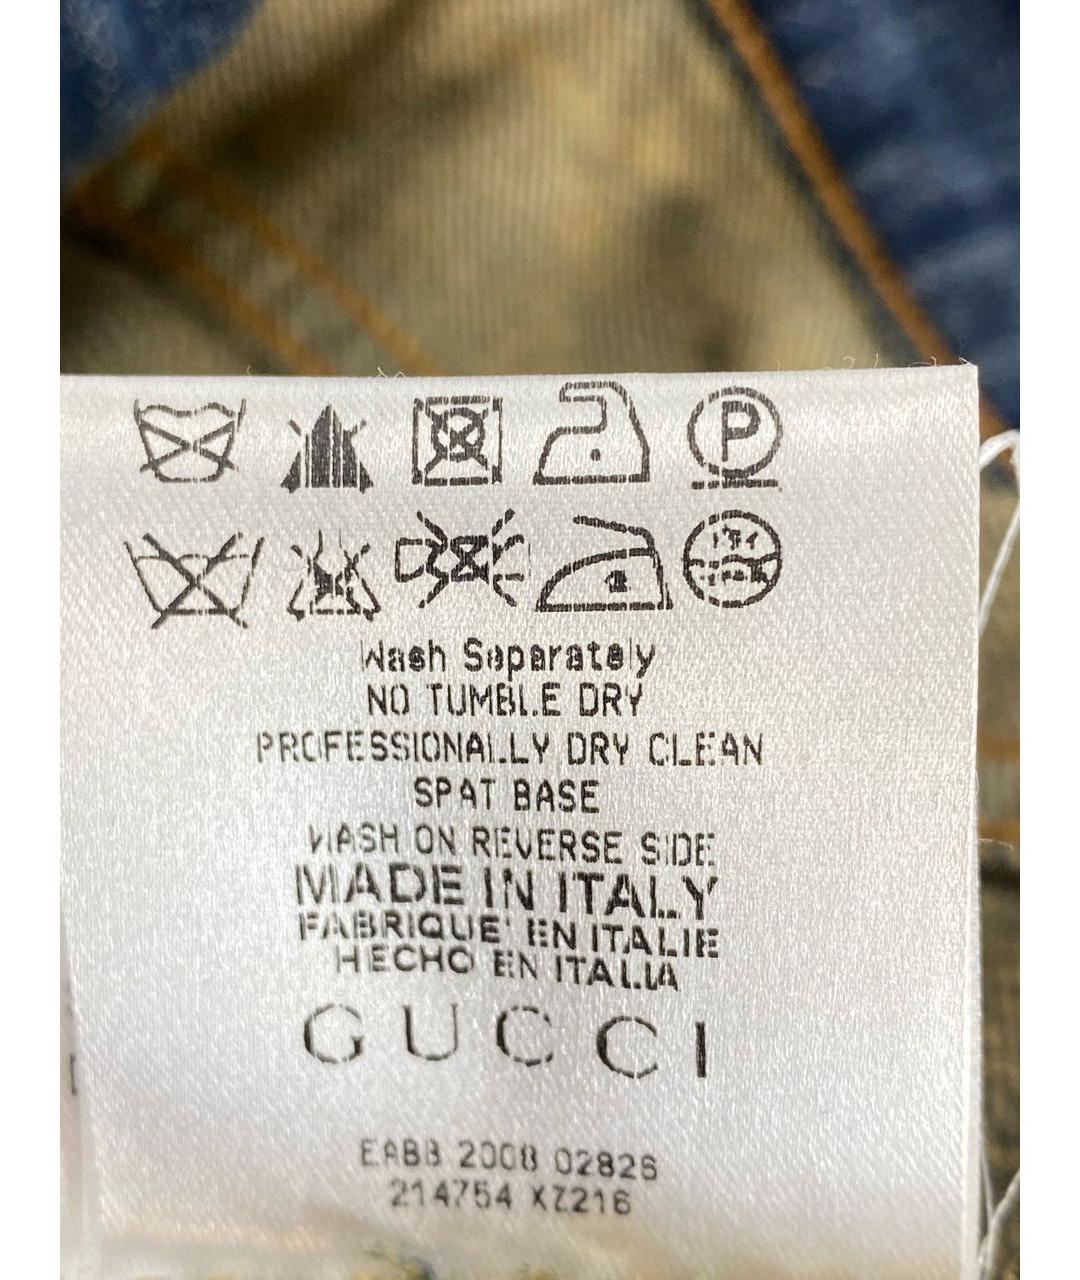 P
Wash Separately
NO TUMBLE DRY
PROFESSIONALLY DRY CLEAN
SPAT BASE
WASH ON REVERSE SIDE
MADE IN ITALY
FABRIQUE' EN ITALIE
HECHO EN ITALIA
GUCCI
EABB 2008 02826
214754 XZ216